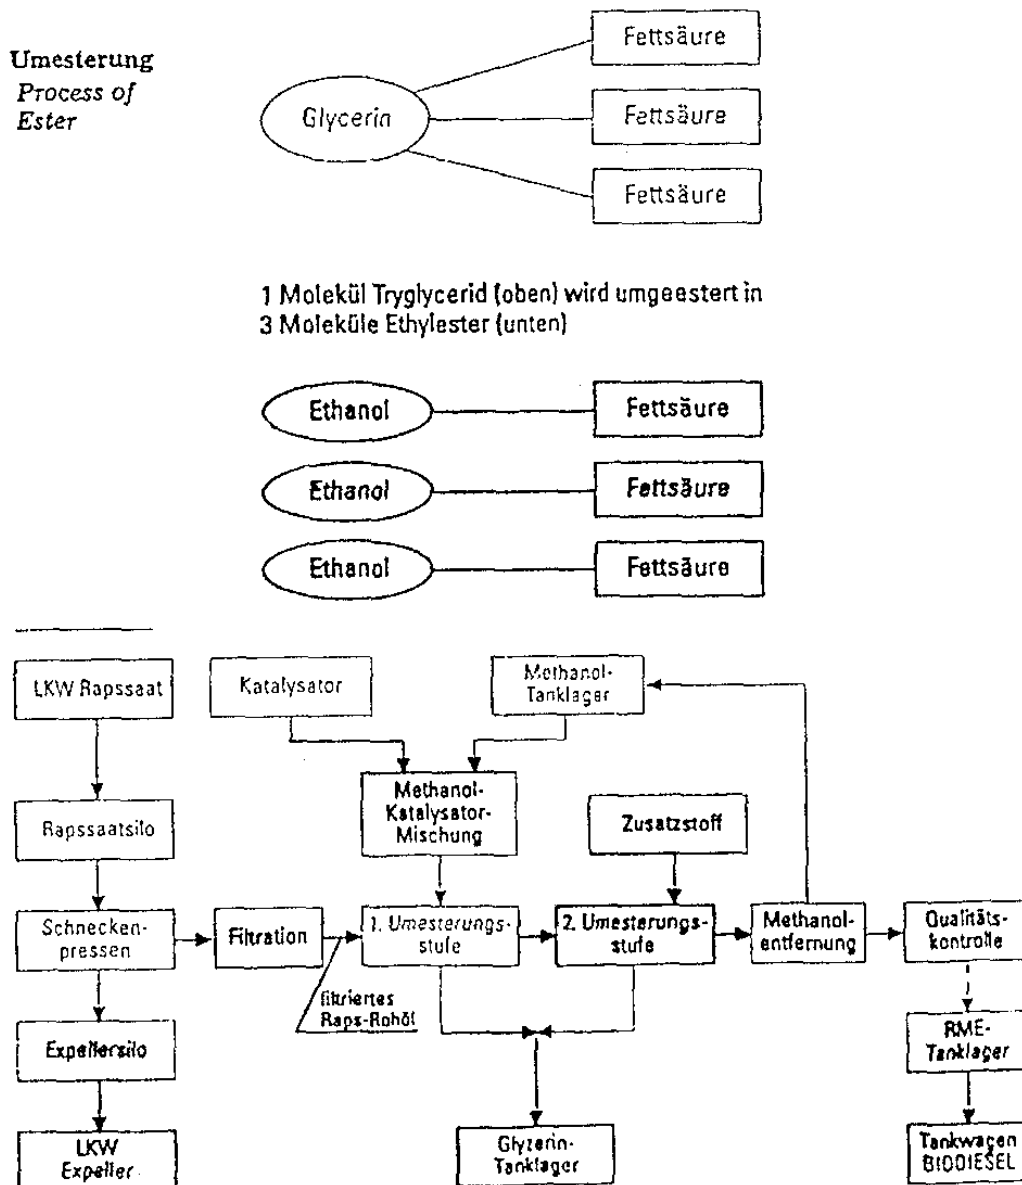 Umesterung
Process of
Ester
Glycerin
Fettsäure
Fettsäure
Fettsäure
1 Molekül Tryglycerid (oben) wird umgeestert in
3 Moleküle Ethylester (unten)
Ethanol
Fettsäure
Ethanol
Fettsäure
Ethanol
Fettsäure
LKW Rapssaat
Katalysator
Methanol-
Tanklager
Rapssaatsilo
Methanol-
Katalysator-
Mischung
Zusatzstoff
Schnecken-
pressen
Filtration
1. Umesterungs-
stufe
2. Umesterungs-
stufe
Methanol-
entfernung
Qualitäts-
kontrolle
filtriertes
Raps-Rohöl
Expellersilo
RME-
Tanklager
LKW
Expeller
Glyzerin-
Tanklager
Tankwagen
BIODIESEL